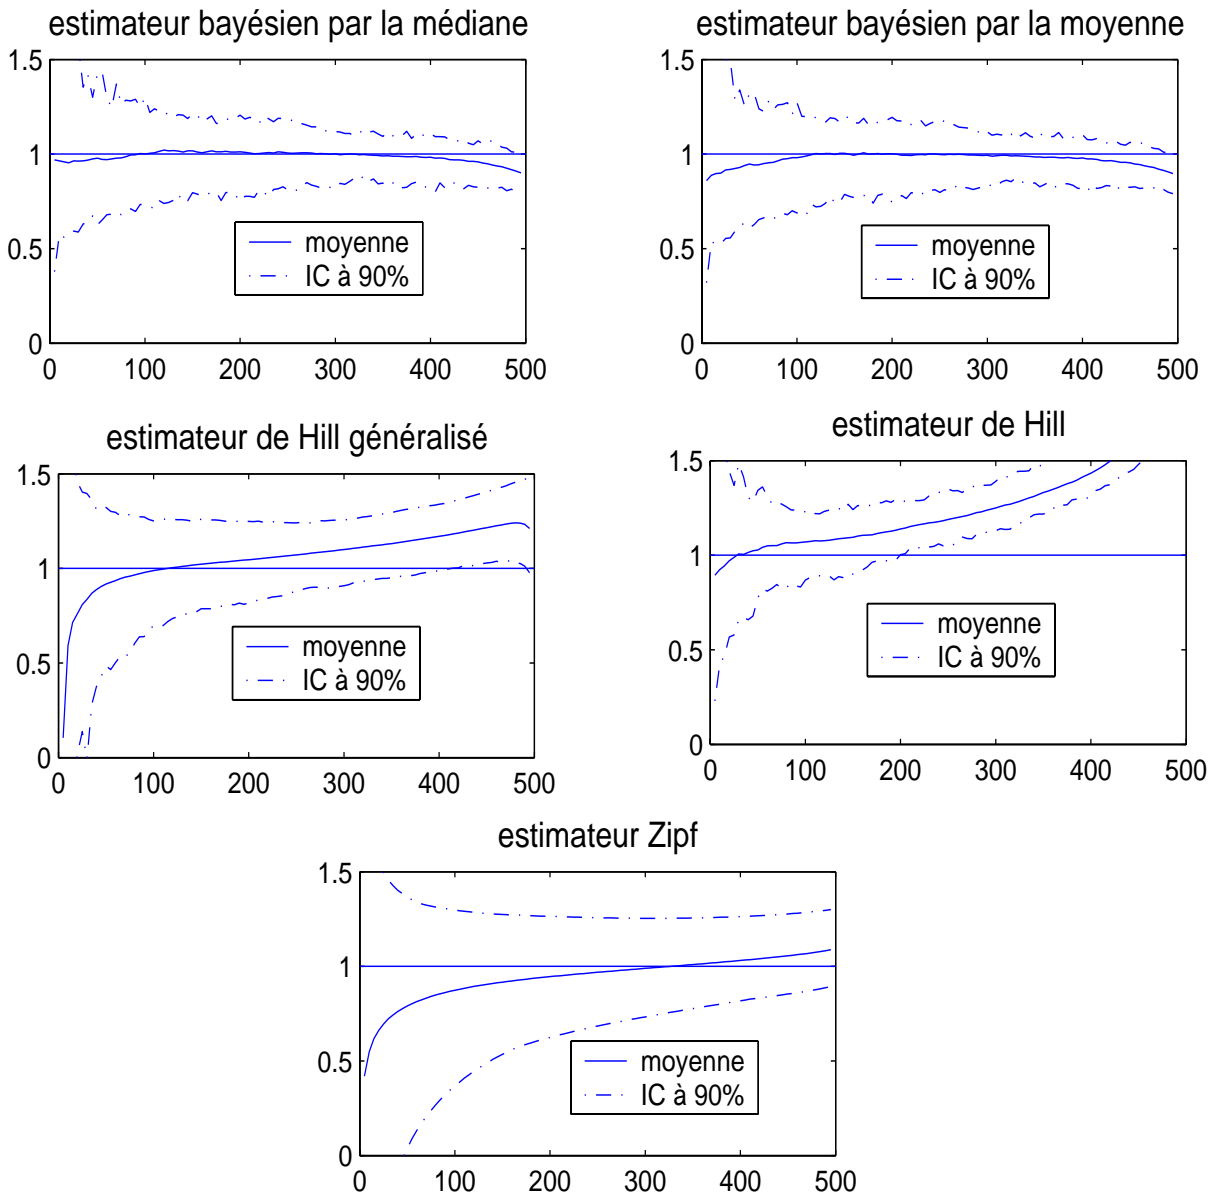 estimateur bayésien par la médiane
1.5
1
0.5
0
0 100 200 300 400 500
moyenne
IC à 90%
estimateur bayésien par la moyenne
1.5
1
0.5
0
0 100 200 300 400 500
moyenne
IC à 90%
estimateur de Hill généralisé
1.5
1
0.5
0
0 100 200 300 400 500
moyenne
IC à 90%
estimateur de Hill
1.5
1
0.5
0
0 100 200 300 400 500
moyenne
IC à 90%
estimateur Zipf
1.5
1
0.5
0
0 100 200 300 400 500
moyenne
IC à 90%